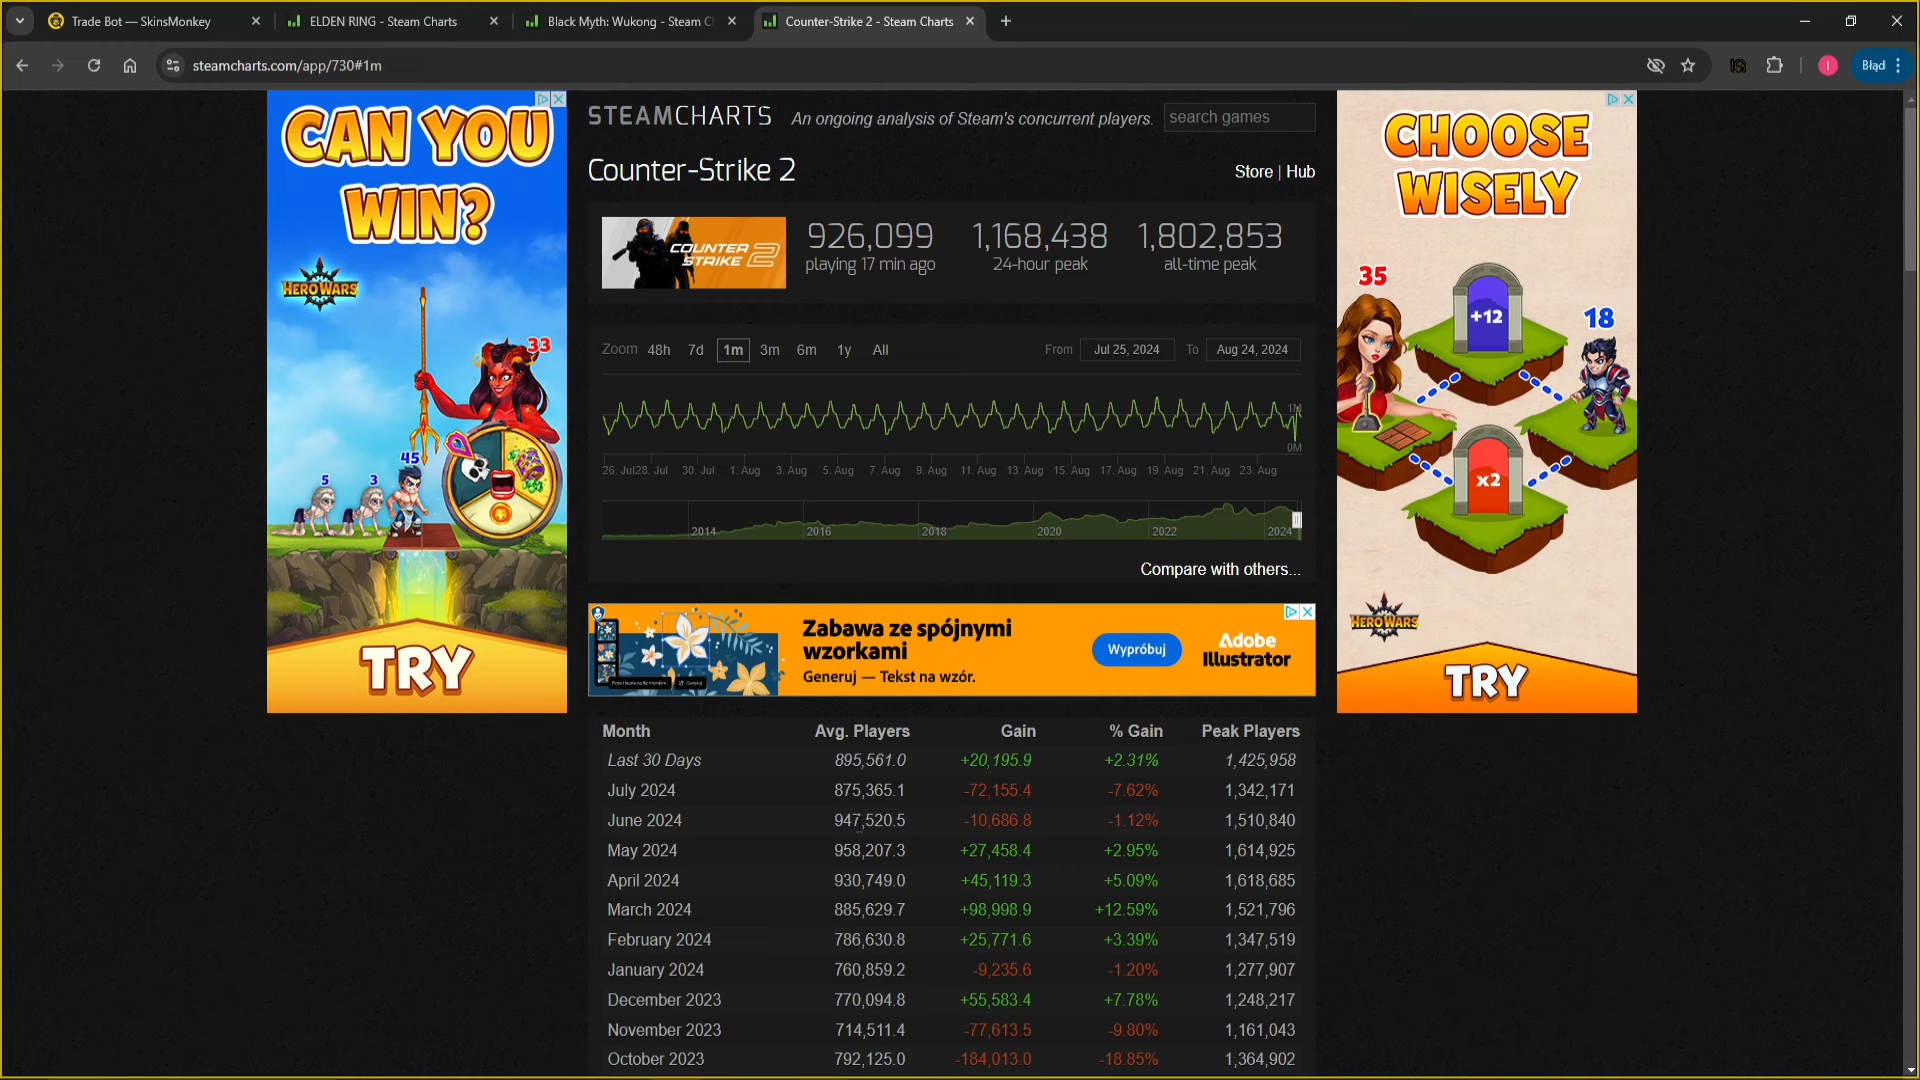 Trade Bot — SkinsMonkey
ELDEN RING - Steam Charts
Black Myth: Wukong - Steam C
Counter-Strike 2 - Steam Charts
steamcharts.com/app/730#1m
I
Błąd
CAN YOU
WIN?
HEROWARS
33
45
5
3
TRY
STEAMCHARTS
An ongoing analysis of Steam's concurrent players.
search games
Counter-Strike 2
Store | Hub
COUNTER
STRIKE 2
926,099
playing 17 min ago
1,168,438
24-hour peak
1,802,853
all-time peak
Zoom 48h 7d 1m 3m 6m 1y All
From Jul 25, 2024 To Aug 24, 2024
1M
0M
26. Jul 28. Jul 30. Jul 1. Aug 3. Aug 5. Aug 7. Aug 9. Aug 11. Aug 13. Aug 15. Aug 17. Aug 19. Aug 21. Aug 23. Aug
2014 2016 2018 2020 2022 2024
Compare with others...
Zabawa ze spójnymi
wzorkami
Generuj — Tekst na wzór.
Wypróbuj
Adobe
Illustrator
Generuj
Month Avg. Players Gain % Gain Peak Players
Last 30 Days 895,561.0 +20,195.9 +2.31% 1,425,958
July 2024 875,365.1 -72,155.4 -7.62% 1,342,171
June 2024 947,520.5 -10,686.8 -1.12% 1,510,840
May 2024 958,207.3 +27,458.4 +2.95% 1,614,925
April 2024 930,749.0 +45,119.3 +5.09% 1,618,685
March 2024 885,629.7 +98,998.9 +12.59% 1,521,796
February 2024 786,630.8 +25,771.6 +3.39% 1,347,519
January 2024 760,859.2 -9,235.6 -1.20% 1,277,907
December 2023 770,094.8 +55,583.4 +7.78% 1,248,217
November 2023 714,511.4 -77,613.5 -9.80% 1,161,043
October 2023 792,125.0 -184,013.0 -18.85% 1,364,902
CHOOSE
WISELY
35
+12
18
x2
HEROWARS
TRY